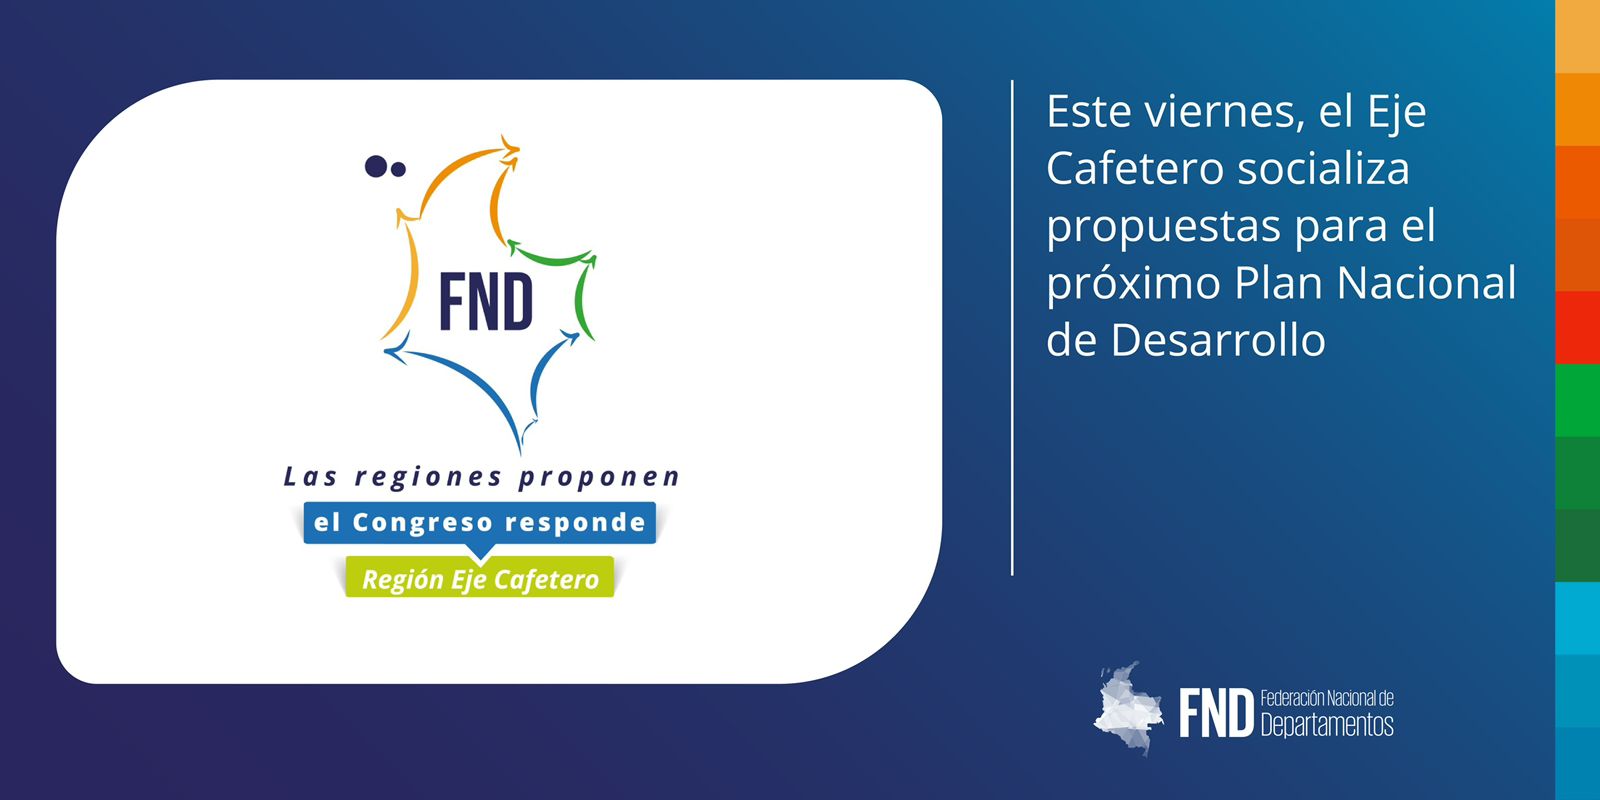 FND
Las regiones proponen
el Congreso responde
Región Eje Cafetero
Este viernes, el Eje
Cafetero socializa
propuestas para el
próximo Plan Nacional
de Desarrollo
FND
Federación Nacional de
Departamentos